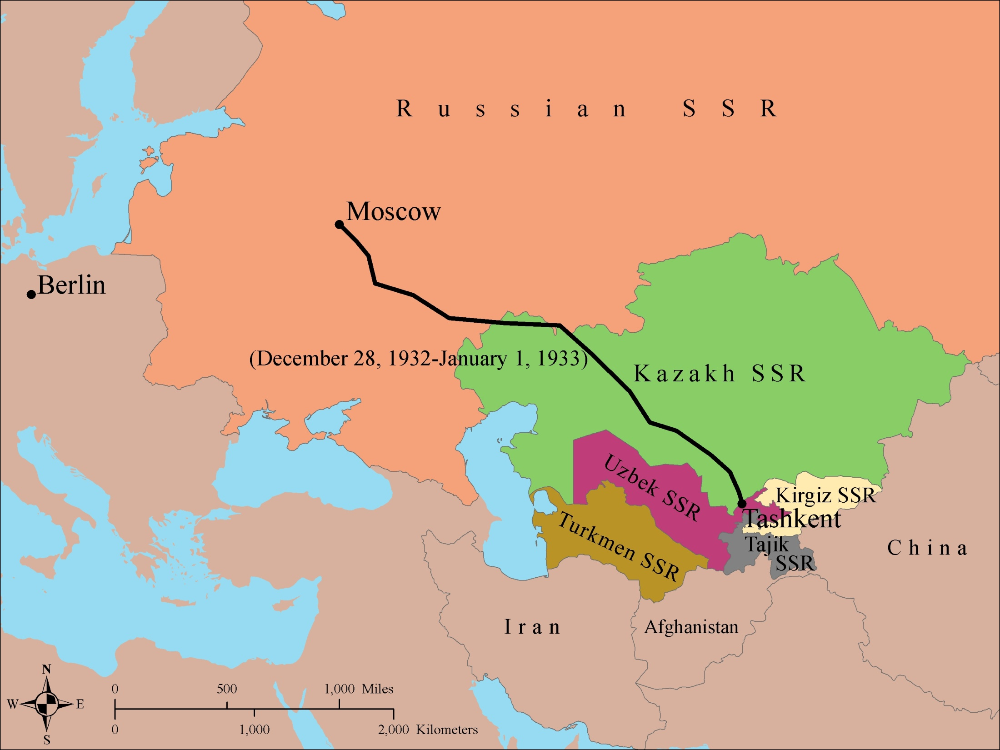 Russian SSR
Moscow
Berlin
(December 28, 1932-January 1, 1933)
Kazakh SSR
Uzbek SSR
Kirgiz SSR
Tashkent
Turkmen SSR
Tajik
SSR
China
Iran
Afghanistan
N
W E
S
0 500 1,000 Miles
0 1,000 2,000 Kilometers